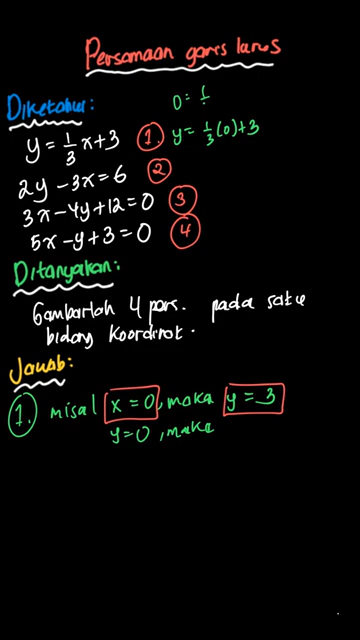 Persamaan garis lurus
Diketahui:
0 = 1/
y = 1/3 x + 3 1. y = 1/3 (0) + 3
2y - 3x = 6 2
3x - 4y + 12 = 0 3
5x - y + 3 = 0 4
Ditanyakan:
Gambarlah 4 pers. pada satu
bidang koordinat.
Jawab:
1. misal x = 0, maka y = 3
y = 0, maka